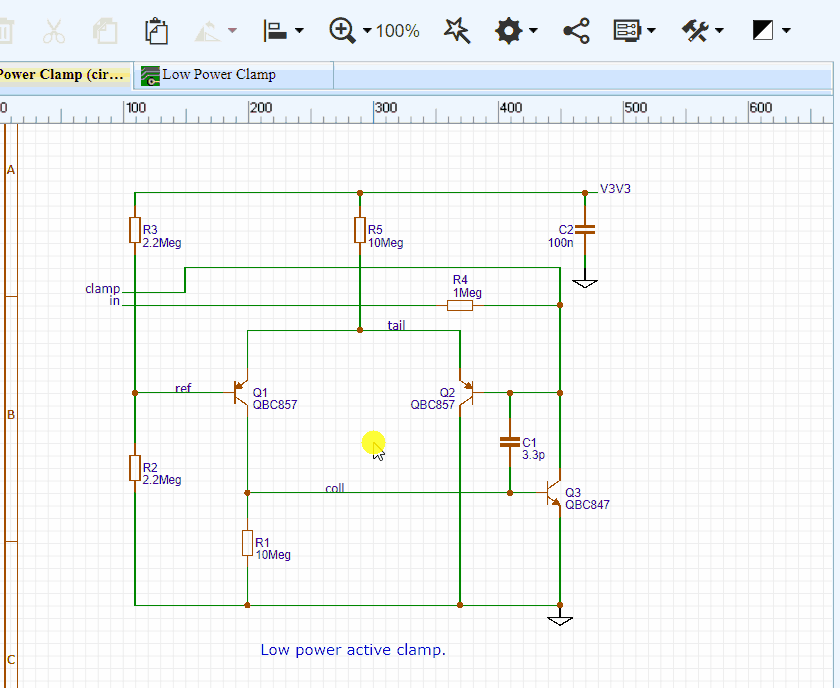 100%
Power Clamp (cir...
Low Power Clamp
0
100
200
300
400
500
600
A
V3V3
R3
2.2Meg
R5
10Meg
C2
100n
R4
1Meg
clamp
in
tail
ref
Q1
QBC857
Q2
QBC857
B
C1
3.3p
R2
2.2Meg
coll
Q3
QBC847
R1
10Meg
Low power active clamp.
C